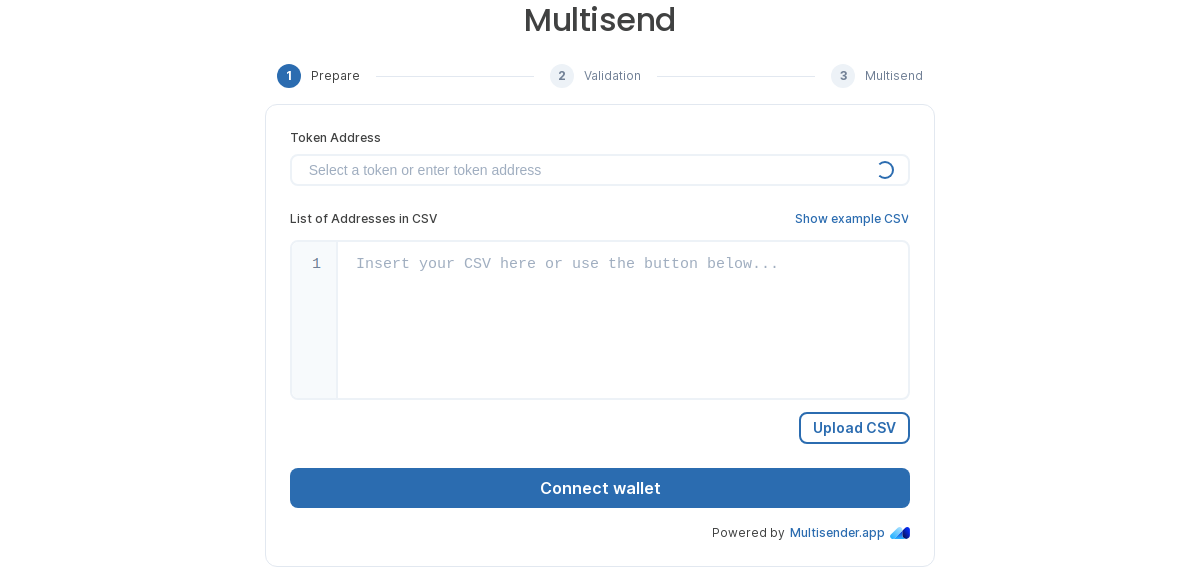 Multisend
1 Prepare 2 Validation 3 Multisend
Token Address
Select a token or enter token address
List of Addresses in CSV Show example CSV
1 Insert your CSV here or use the button below...
Upload CSV
Connect wallet
Powered by Multisender.app